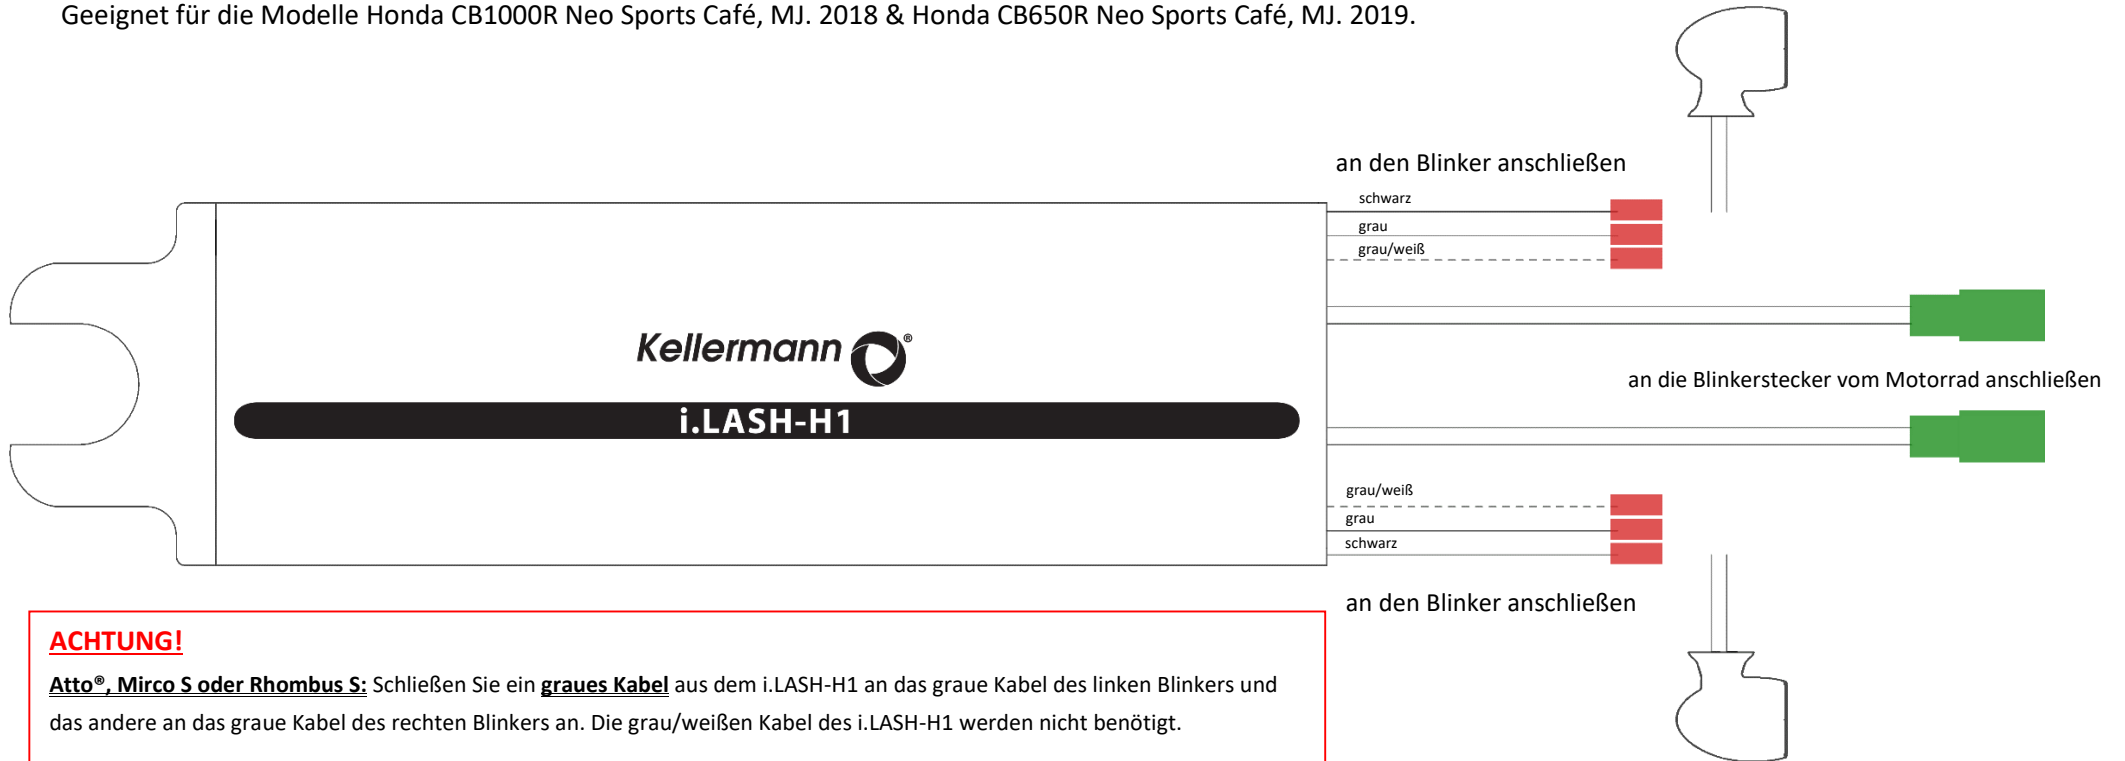 Geeignet für die Modelle Honda CB1000R Neo Sports Café, MJ. 2018 & Honda CB650R Neo Sports Café, MJ. 2019.
an den Blinker anschließen
schwarz
grau
grau/weiß
Kellermann ®
an die Blinkerstecker vom Motorrad anschließen
i.LASH-H1
grau/weiß
grau
schwarz
an den Blinker anschließen
ACHTUNG!
Atto®, Mirco S oder Rhombus S: Schließen Sie ein graues Kabel aus dem i.LASH-H1 an das graue Kabel des linken Blinkers und
das andere an das graue Kabel des rechten Blinkers an. Die grau/weißen Kabel des i.LASH-H1 werden nicht benötigt.